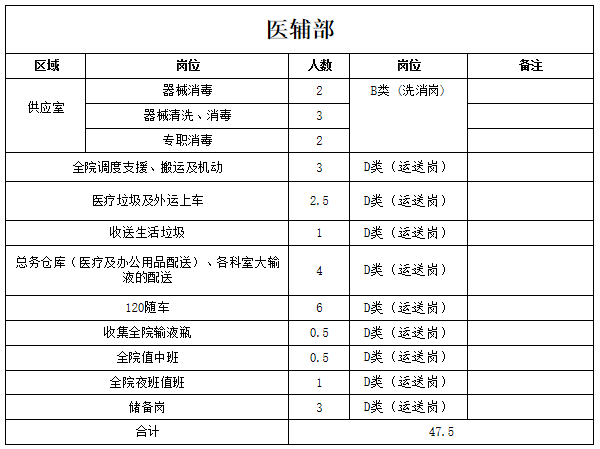 医辅部
区域 岗位 人数 岗位 备注
供应室 器械消毒 2 B类（洗消岗）
器械清洗、消毒 3
专职消毒 2
全院调度支援、搬运及机动 3 D类（运送岗）
医疗垃圾及外运上车 2.5 D类（运送岗）
收送生活垃圾 1 D类（运送岗）
总务仓库（医疗及办公用品配送）、各科室大输
液的配送 4 D类（运送岗）
120随车 6 D类（运送岗）
收集全院输液瓶 0.5 D类（运送岗）
全院值中班 0.5 D类（运送岗）
全院夜班值班 1 D类（运送岗）
储备岗 3 D类（运送岗）
合计 47.5